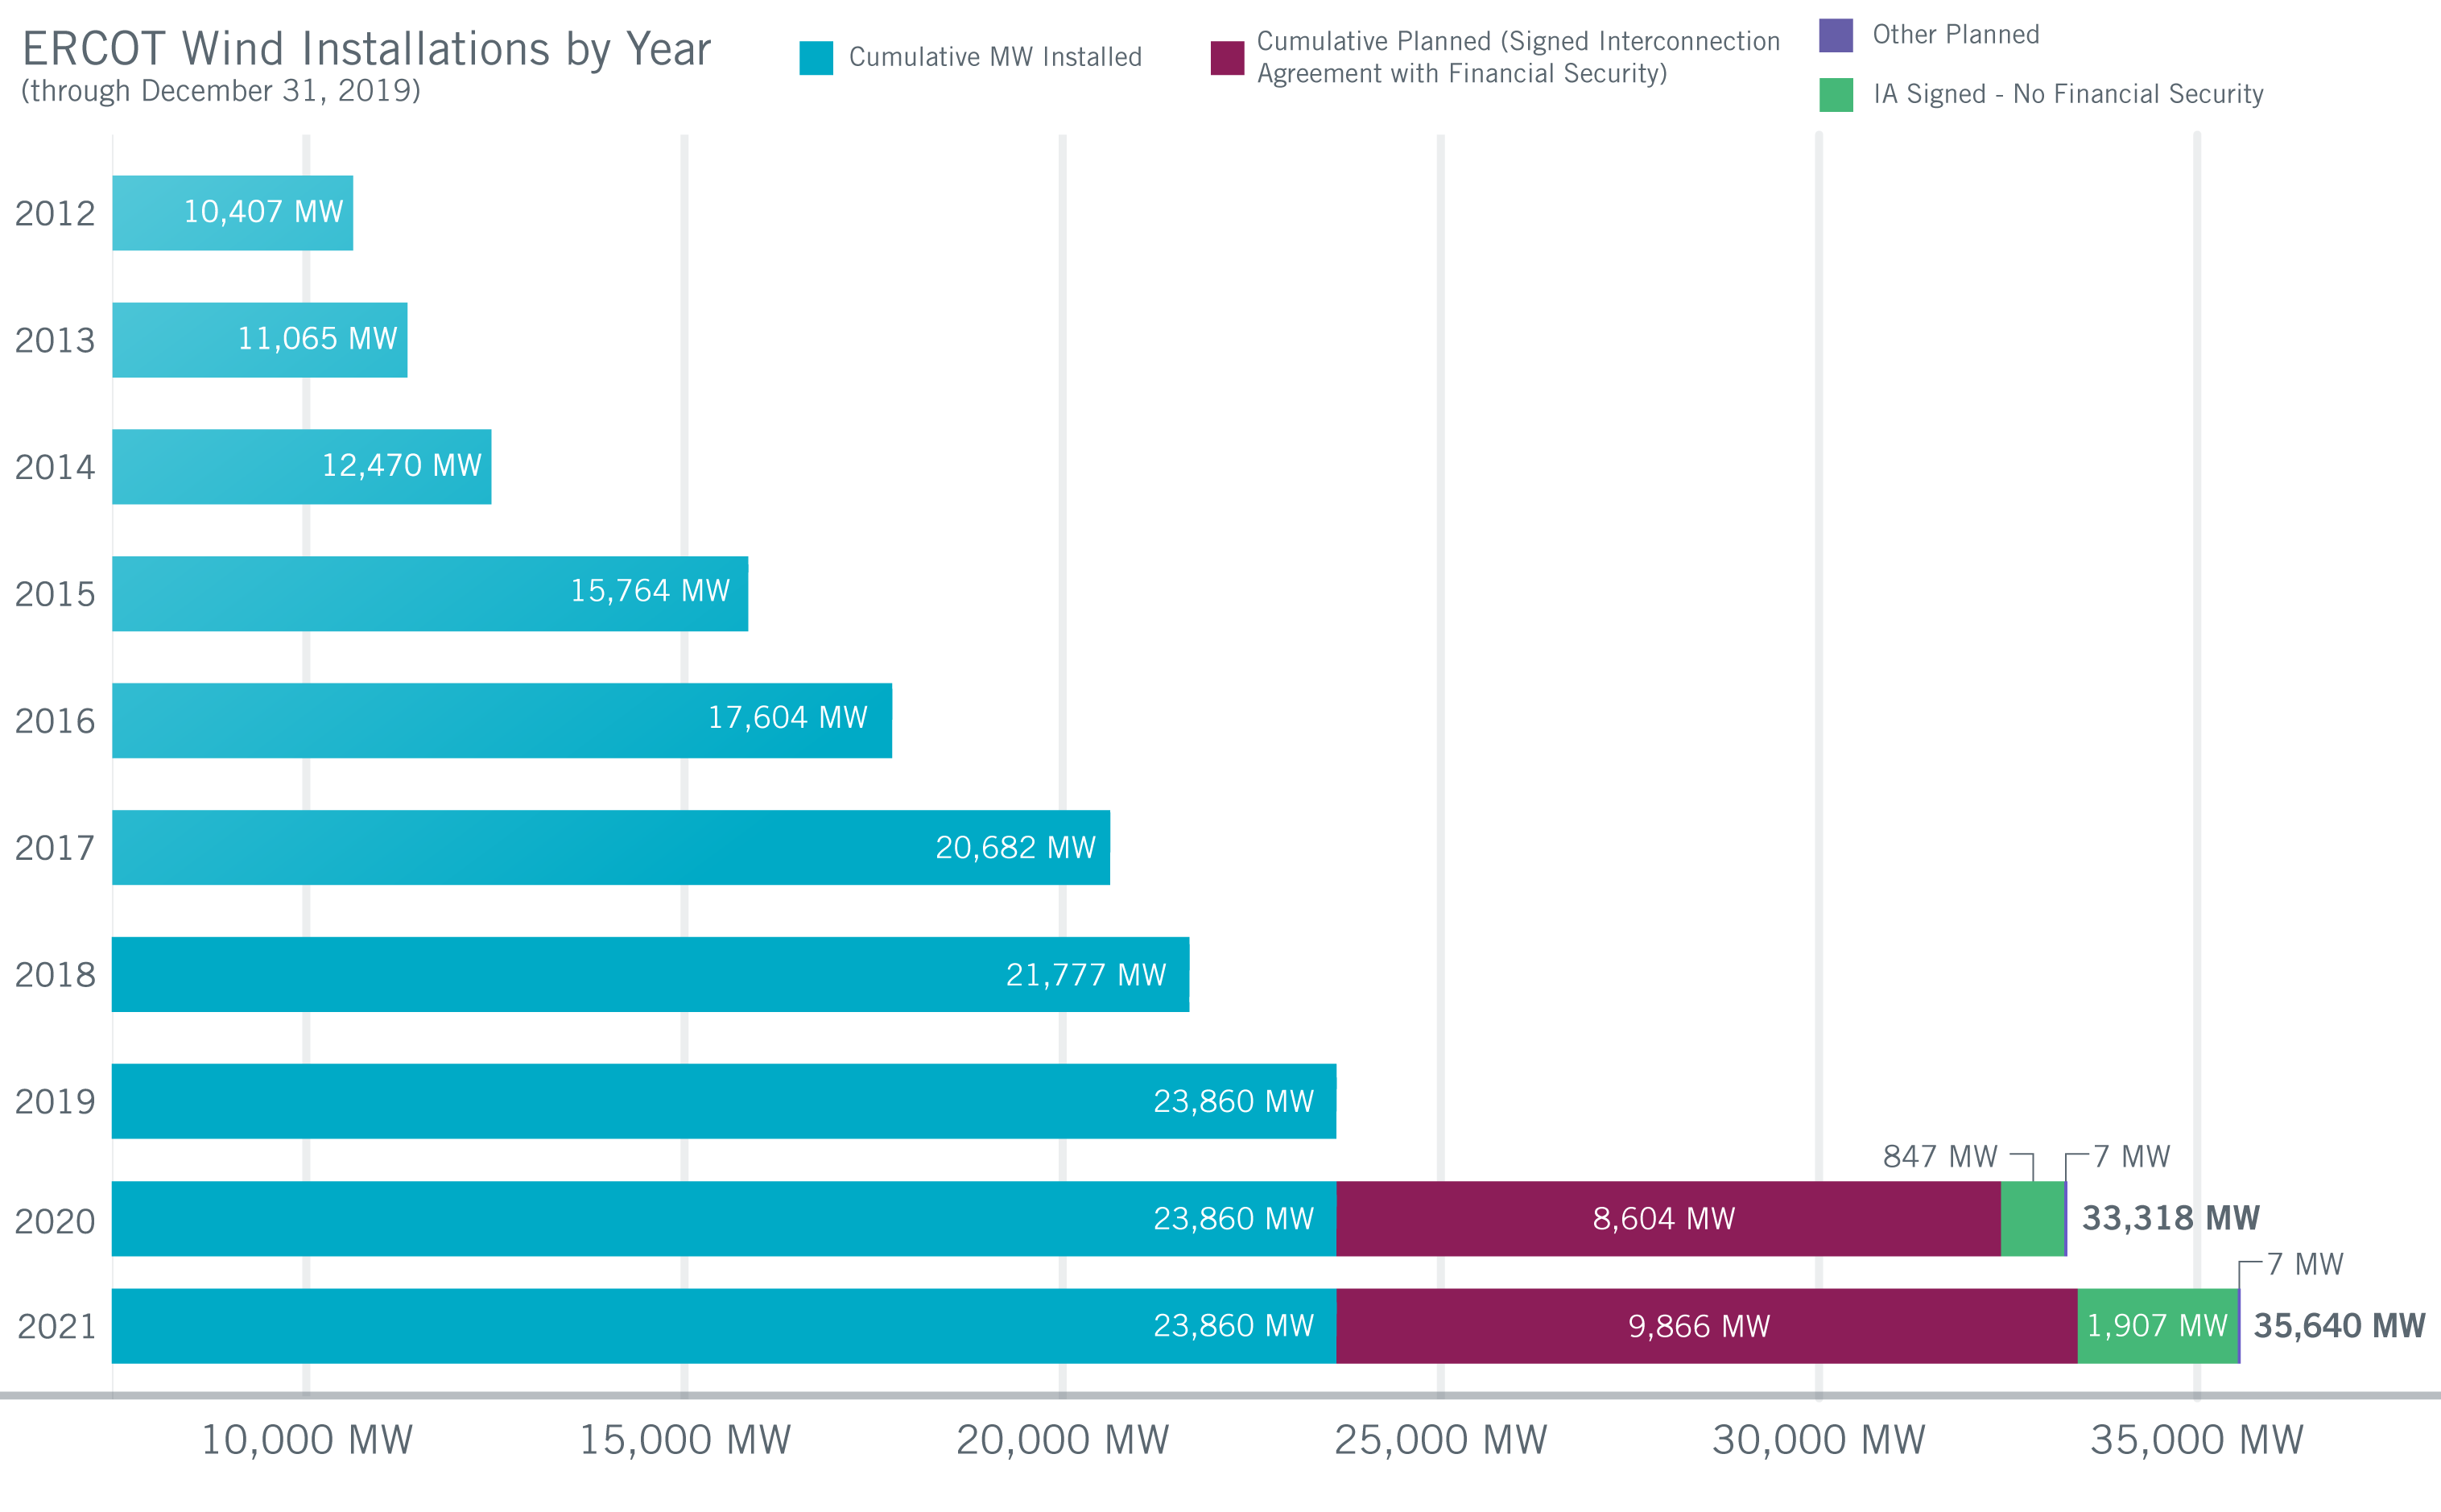 ERCOT Wind Installations by Year
(through December 31, 2019)
Cumulative MW Installed
Cumulative Planned (Signed Interconnection
Agreement with Financial Security)
Other Planned
IA Signed - No Financial Security
2012 10,407 MW
2013 11,065 MW
2014 12,470 MW
2015 15,764 MW
2016 17,604 MW
2017 20,682 MW
2018 21,777 MW
2019 23,860 MW
847 MW 7 MW
2020 23,860 MW 8,604 MW 33,318 MW
7 MW
2021 23,860 MW 9,866 MW 1,907 MW 35,640 MW
10,000 MW 15,000 MW 20,000 MW 25,000 MW 30,000 MW 35,000 MW